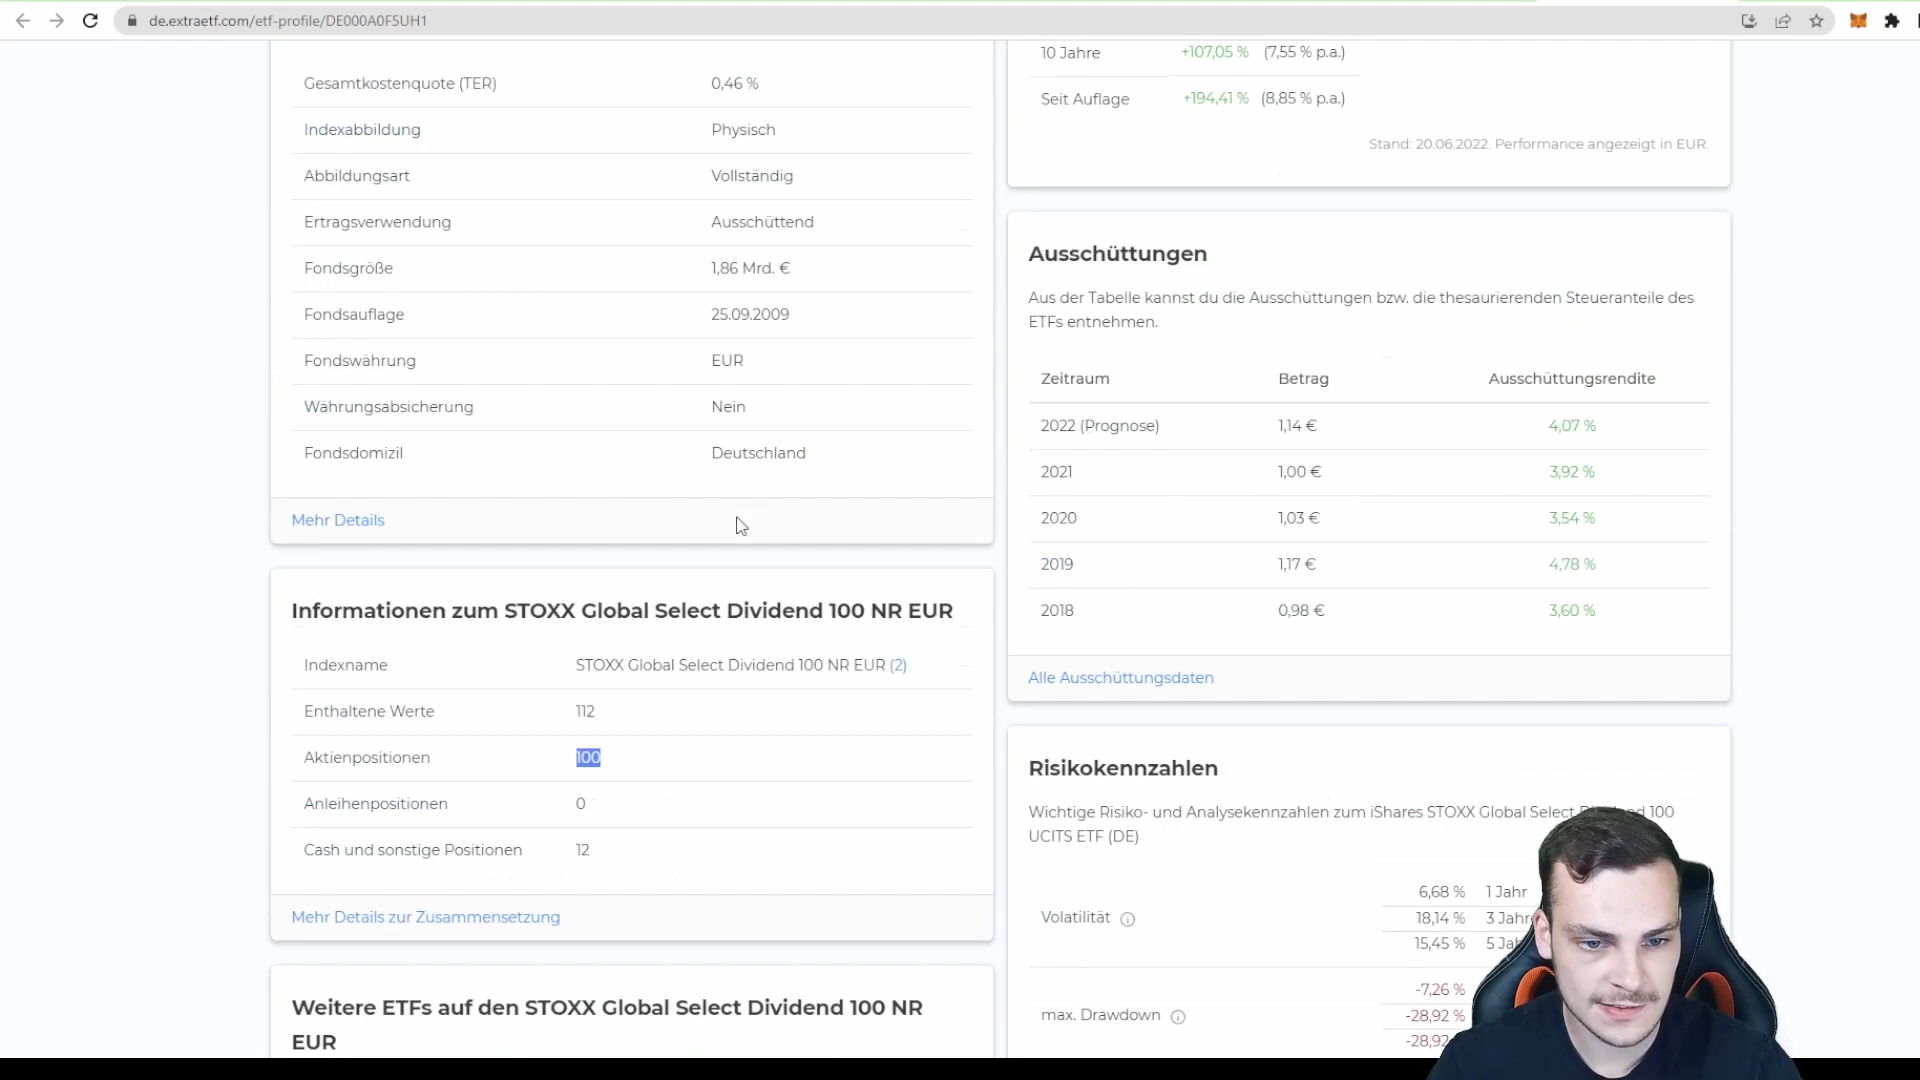 de.extraetf.com/etf-profile/DE000A0F5UH1
Gesamtkostenquote (TER) 0,46 %
Indexabbildung Physisch
Abbildungsart Vollständig
Ertragsverwendung Ausschüttend
Fondsgröße 1,86 Mrd. €
Fondsauflage 25.09.2009
Fondswährung EUR
Währungsabsicherung Nein
Fondsdomizil Deutschland
Mehr Details
Informationen zum STOXX Global Select Dividend 100 NR EUR
Indexname STOXX Global Select Dividend 100 NR EUR (2)
Enthaltene Werte 112
Aktienpositionen 100
Anleihenpositionen 0
Cash und sonstige Positionen 12
Mehr Details zur Zusammensetzung
Weitere ETFs auf den STOXX Global Select Dividend 100 NR
EUR
10 Jahre +107,05 % (7,55 % p.a.)
Seit Auflage +194,41 % (8,85 % p.a.)
Stand: 20.06.2022. Performance angezeigt in EUR.
Ausschüttungen
Aus der Tabelle kannst du die Ausschüttungen bzw. die thesaurierenden Steueranteile des
ETFs entnehmen.
Zeitraum Betrag Ausschüttungsrendite
2022 (Prognose) 1,14 € 4,07 %
2021 1,00 € 3,92 %
2020 1,03 € 3,54 %
2019 1,17 € 4,78 %
2018 0,98 € 3,60 %
Alle Ausschüttungsdaten
Risikokennzahlen
Wichtige Risiko- und Analysekennzahlen zum iShares STOXX Global Select 100
UCITS ETF (DE)
6,68 % 1 Jahr
Volatilität 18,14 % 3 Jahre
15,45 % 5
-7,26 %
max. Drawdown -28,92 %
-28,92